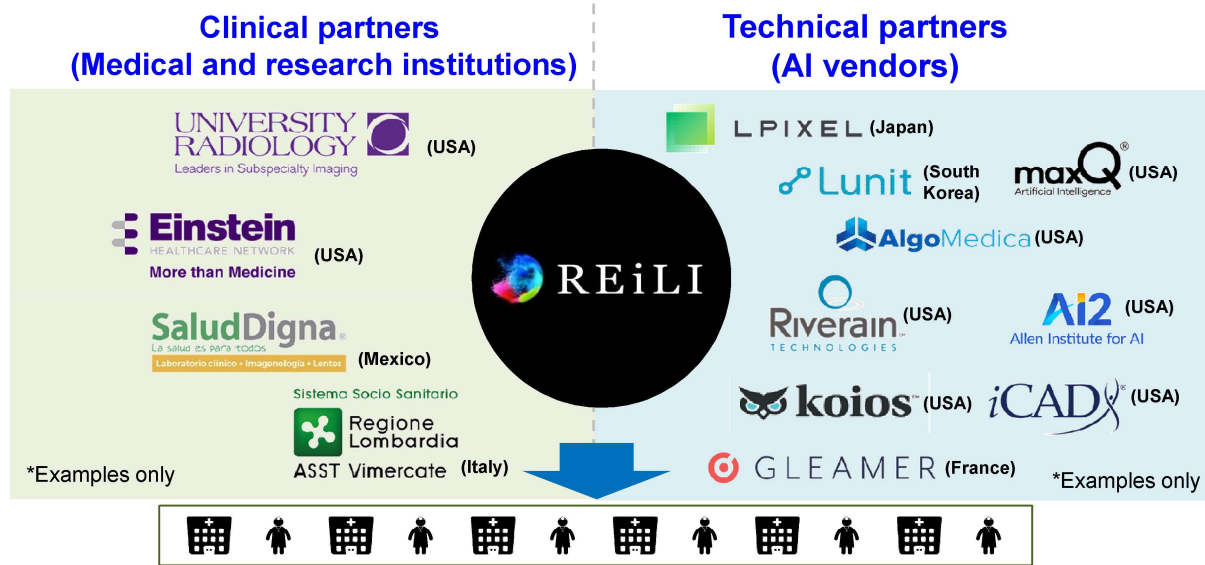 Clinical partners
(Medical and research institutions)
Technical partners
(AI vendors)
UNIVERSITY
RADIOLOGY
Leaders in Subspecialty Imaging
(USA)
Einstein
HEALTHCARE NETWORK
More than Medicine
(USA)
SaludDigna®
La salud es para todos
Laboratorio clínico • Imagenología • Lentes
(Mexico)
Sistema Socio Sanitario
Regione
Lombardia
ASST Vimercate
(Italy)
*Examples only
REiLI
LPIXEL
(Japan)
Lunit
(South
Korea)
maxQ®
Artificial Intelligence
(USA)
AlgoMedica
(USA)
Riverain™
TECHNOLOGIES
(USA)
Ai2
Allen Institute for AI
(USA)
koios™
(USA)
iCAD®
(USA)
GLEAMER
(France)
*Examples only